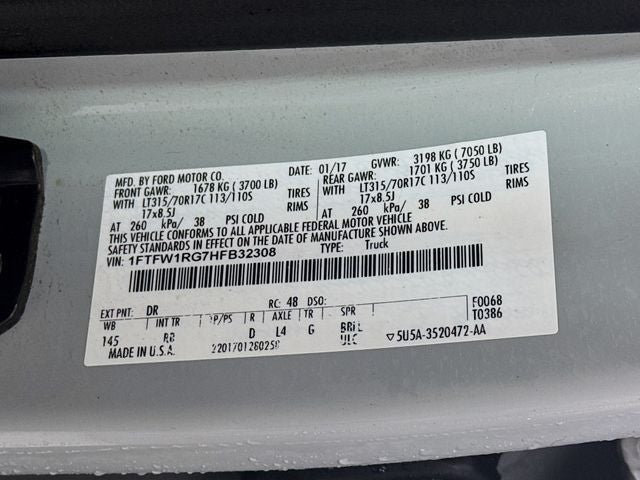 MFD. BY FORD MOTOR CO. DATE: 01/17 GVWR: 3198 KG ( 7050 LB)
FRONT GAWR: 1678 KG ( 3700 LB) REAR GAWR: 1701 KG ( 3750 LB)
WITH LT315/70R17C 113/110S TIRES WITH LT315/70R17C 113/110S TIRES
17x8.5J RIMS 17x8.5J RIMS
AT 260 kPa/ 38 PSI COLD AT 260 kPa/ 38 PSI COLD
THIS VEHICLE CONFORMS TO ALL APPLICABLE FEDERAL MOTOR VEHICLE
SAFETY STANDARDS IN EFFECT ON THE DATE OF MANUFACTURE SHOWN ABOVE.
VIN: 1FTFW1RG7HFB32308 TYPE: Truck
EXT PNT: DR RC: 48 DSO: F0068
WB INT TR TP/PS R AXLE TR SPR T0386
145 D L4 G
MADE IN U.S.A. ▽5U5A-3520472-AA